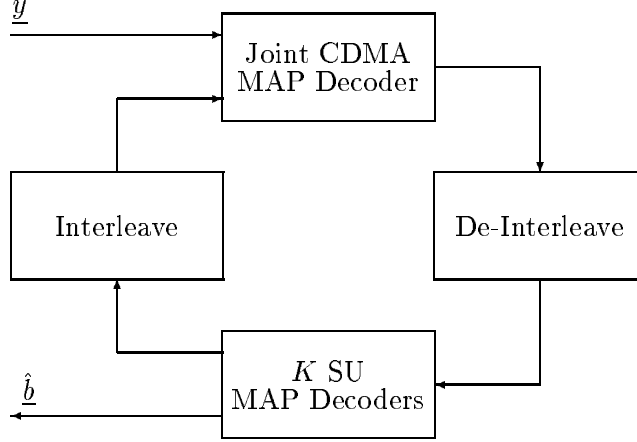 y
Joint CDMA
MAP Decoder
Interleave
De-Interleave
K SU
MAP Decoders
b̂